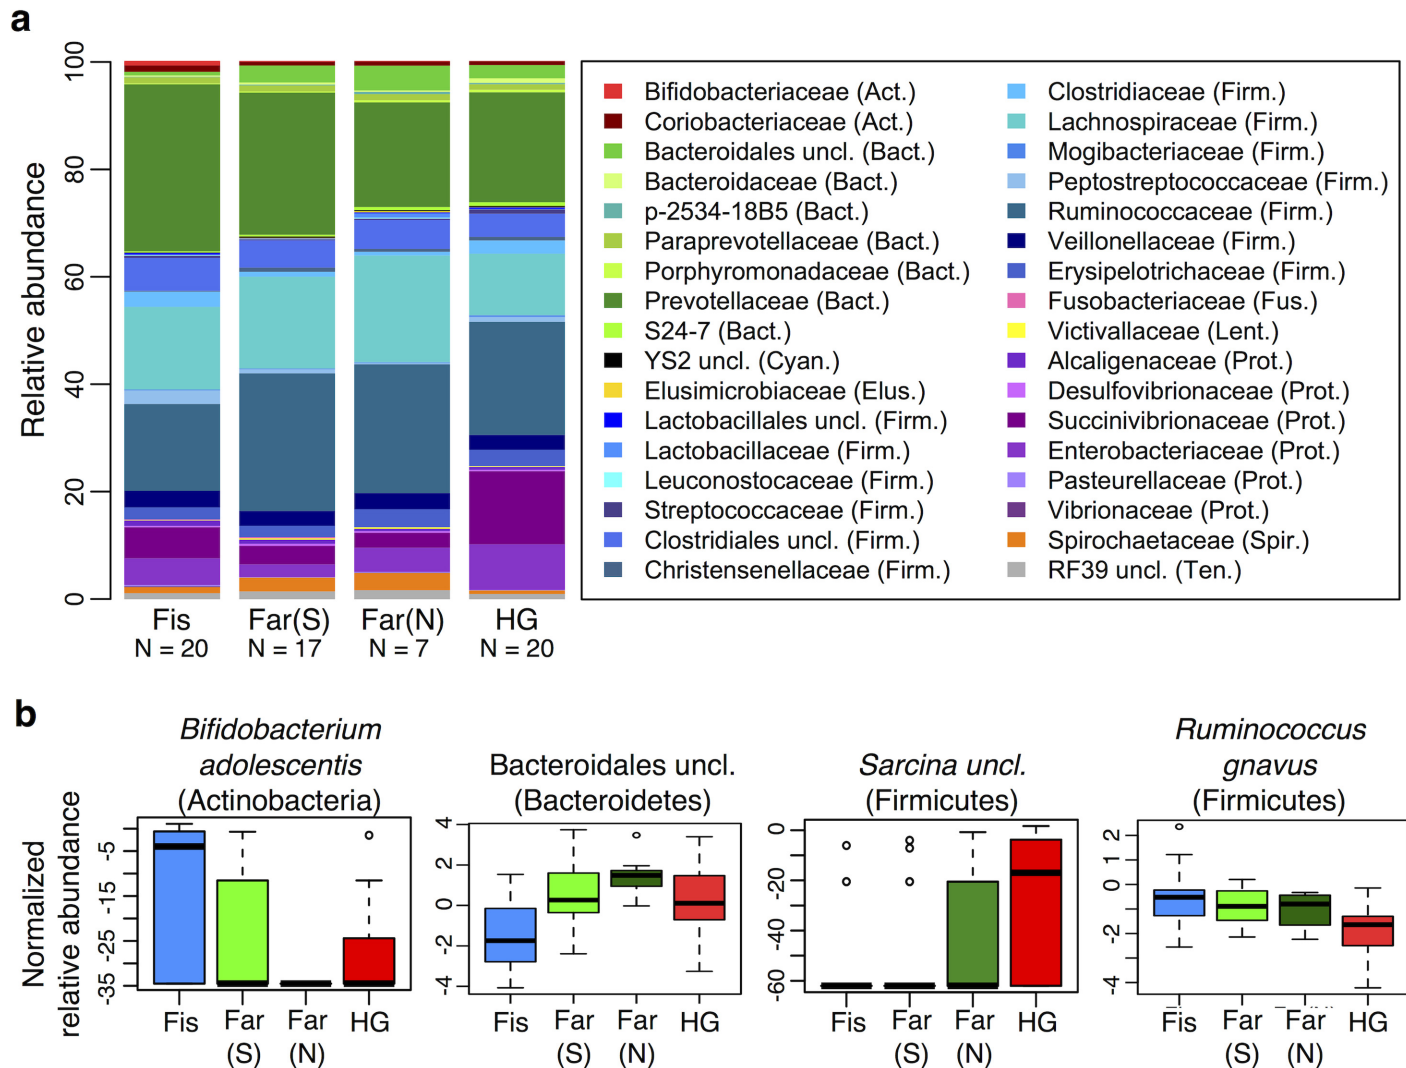 a
Relative abundance
100
80
60
40
20
0
Fis
N = 20
Far(S)
N = 17
Far(N)
N = 7
HG
N = 20
Bifidobacteriaceae (Act.)
Coriobacteriaceae (Act.)
Bacteroidales uncl. (Bact.)
Bacteroidaceae (Bact.)
p-2534-18B5 (Bact.)
Paraprevotellaceae (Bact.)
Porphyromonadaceae (Bact.)
Prevotellaceae (Bact.)
S24-7 (Bact.)
YS2 uncl. (Cyan.)
Elusimicrobiaceae (Elus.)
Lactobacillales uncl. (Firm.)
Lactobacillaceae (Firm.)
Leuconostocaceae (Firm.)
Streptococcaceae (Firm.)
Clostridiales uncl. (Firm.)
Christensenellaceae (Firm.)
Clostridiaceae (Firm.)
Lachnospiraceae (Firm.)
Mogibacteriaceae (Firm.)
Peptostreptococcaceae (Firm.)
Ruminococcaceae (Firm.)
Veillonellaceae (Firm.)
Erysipelotrichaceae (Firm.)
Fusobacteriaceae (Fus.)
Victivallaceae (Lent.)
Alcaligenaceae (Prot.)
Desulfovibrionaceae (Prot.)
Succinivibrionaceae (Prot.)
Enterobacteriaceae (Prot.)
Pasteurellaceae (Prot.)
Vibrionaceae (Prot.)
Spirochaetaceae (Spir.)
RF39 uncl. (Ten.)
b
Normalized
relative abundance
Bifidobacterium
adolescentis
(Actinobacteria)
-5
-15
-25
-35
Fis
Far
(S)
Far
(N)
HG
Bacteroidales uncl.
(Bacteroidetes)
4
2
0
-2
-4
Fis
Far
(S)
Far
(N)
HG
Sarcina uncl.
(Firmicutes)
0
-20
-40
-60
Fis
Far
(S)
Far
(N)
HG
Ruminococcus
gnavus
(Firmicutes)
2
0
-2
-4
Fis
Far
(S)
Far
(N)
HG